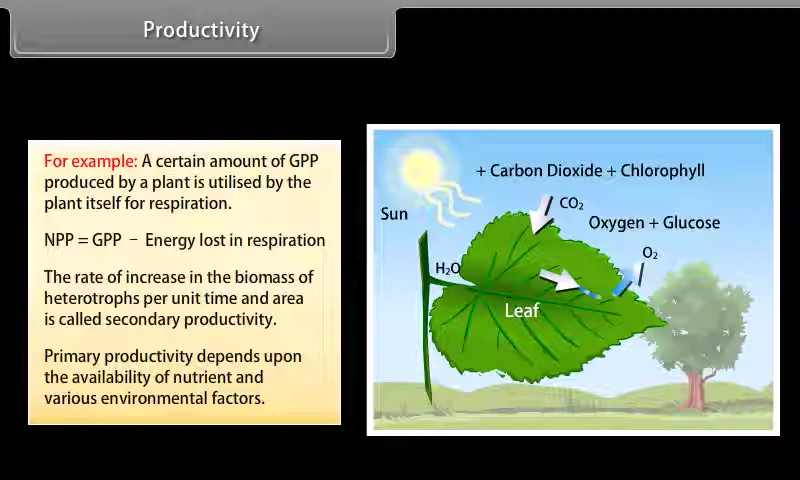 Productivity
For example: A certain amount of GPP
produced by a plant is utilised by the
plant itself for respiration.
NPP = GPP − Energy lost in respiration
The rate of increase in the biomass of
heterotrophs per unit time and area
is called secondary productivity.
Primary productivity depends upon
the availability of nutrient and
various environmental factors.
+ Carbon Dioxide + Chlorophyll
CO₂
Sun
Oxygen + Glucose
O₂
H₂O
Leaf